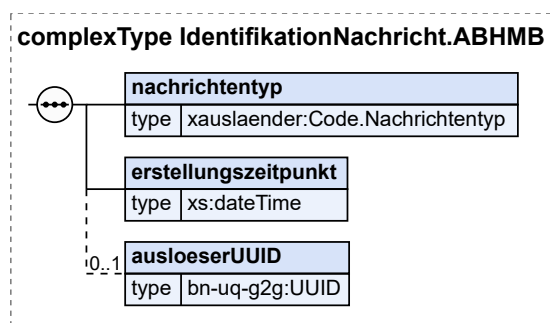 complexType IdentifikationNachricht.ABHMB
nachrichtentyp
type xauslaender:Code.Nachrichtentyp
erstellungszeitpunkt
type xs:dateTime
0..1
ausloeserUUID
type bn-uq-g2g:UUID